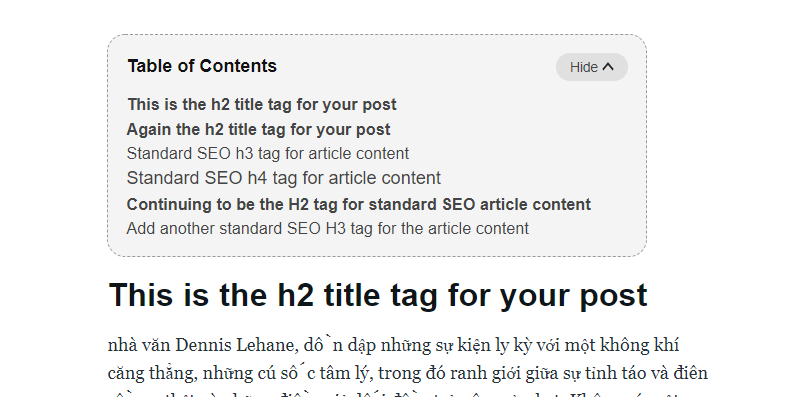 Table of Contents
Hide
This is the h2 title tag for your post
Again the h2 title tag for your post
Standard SEO h3 tag for article content
Standard SEO h4 tag for article content
Continuing to be the H2 tag for standard SEO article content
Add another standard SEO H3 tag for the article content
This is the h2 title tag for your post
nhà văn Dennis Lehane, dồn dập những sự kiện ly kỳ với một không khí
căng thẳng, những cú sốc tâm lý, trong đó ranh giới giữa sự tỉnh táo và điên